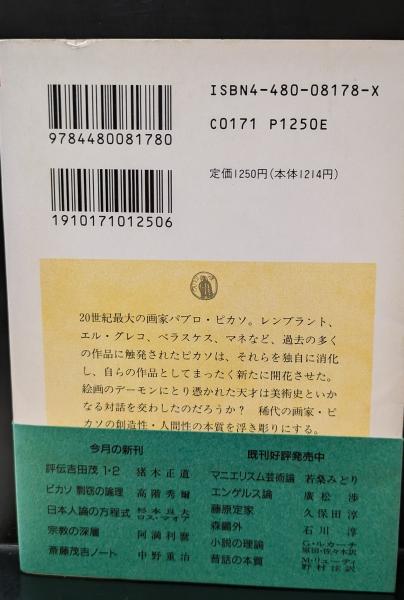 ISBN4-480-08178-X
C0171 P1250E
9784480081780
定価1250円(本体1214円)
1910171012506
20世紀最大の画家パブロ・ピカソ。レンブラント、
エル・グレコ、ベラスケス、マネなど、過去の多く
の作品に触発されたピカソは、それらを独自に消化
し、自らの作品としてまったく新たに開花させた。
絵画のデーモンにとり憑かれた天才は美術史といか
なる対話を交わしたのだろうか? 稀代の画家・ピ
カソの創造性・人間性の本質を浮き彫りにする。
今月の新刊
評伝吉田茂1・2 猪木正道
ピカソ 剽窃の論理 高階秀爾
日本人論の方程式 杉本良夫 ロス・マオア
宗教の深層 阿満利麿
斎藤茂吉ノート 中野重治
既刊好評発売中
マニエリスム芸術論 若桑みどり
エンゲルス論 廣松渉
藤原定家 久保田淳
森鷗外 石川淳
小説の理論 G・ルカーチ 原田・佐々木訳
昔話の本質 M・リューティ 野村泫訳